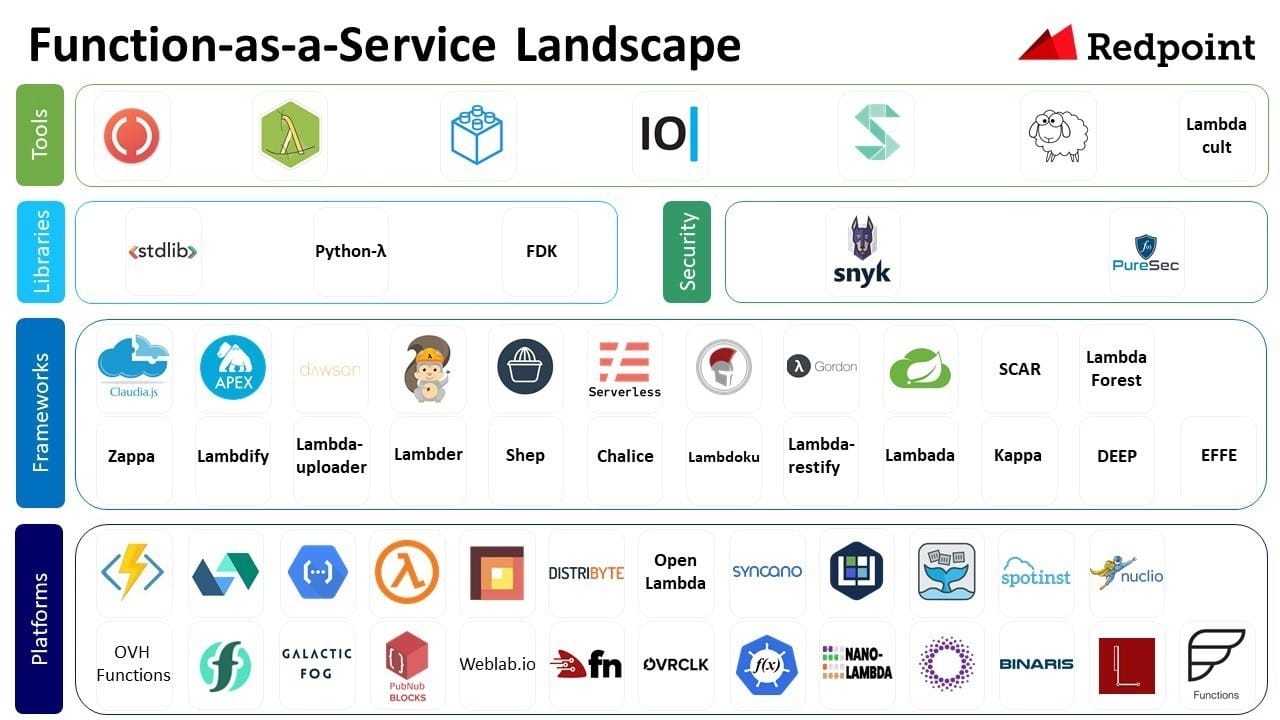 Function-as-a-Service Landscape
Redpoint
Tools
λ
IO|
Lambda
cult
Libraries
<stdlib>
Python-λ
FDK
Security
snyk
PureSec
Frameworks
Claudia.js
APEX
dawson
Serverless
λ Gordon
SCAR
Lambda
Forest
Zappa
Lambdify
Lambda-
uploader
Lambder
Shep
Chalice
Lambdoku
Lambda-
restify
Lambada
Kappa
DEEP
EFFE
Platforms
λ
DISTRIBYTE
Open
Lambda
SYNCANO
spotinst
nuclio
OVH
Functions
GALACTIC
FOG
PubNub
BLOCKS
Weblab.io
fn
OVRCLK
f(x)
NANO-
LAMBDA
BINARIS
Functions